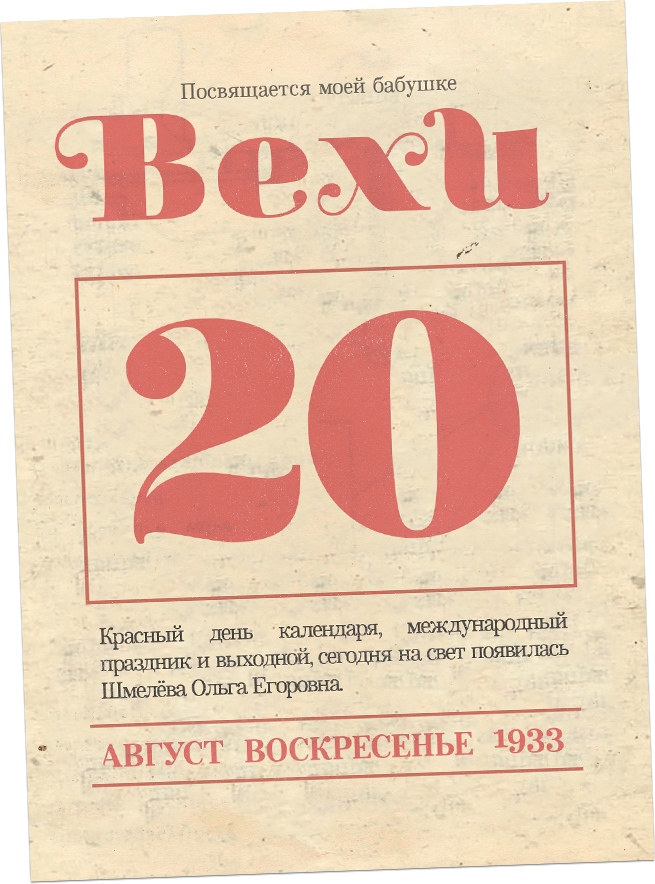 Посвящается моей бабушке
Вехи
20
Красный день календаря, международный
праздник и выходной, сегодня на свет появилась
Шмелёва Ольга Егоровна.
АВГУСТ ВОСКРЕСЕНЬЕ 1933